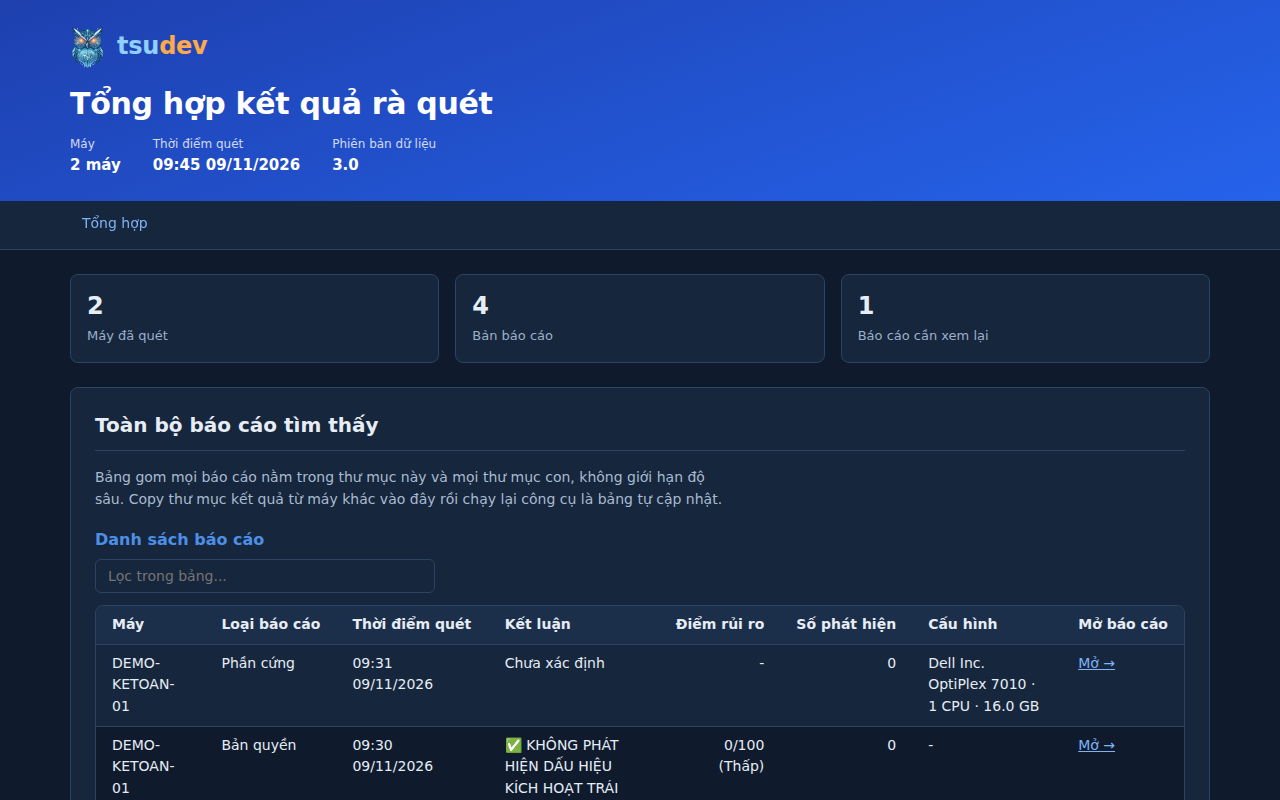 tsudev
Tổng hợp kết quả rà quét
Máy
Thời điểm quét
Phiên bản dữ liệu
2 máy
09:45 09/11/2026
3.0
Tổng hợp
2
Máy đã quét
4
Bản báo cáo
1
Báo cáo cần xem lại
Toàn bộ báo cáo tìm thấy
Bảng gom mọi báo cáo nằm trong thư mục này và mọi thư mục con, không giới hạn độ
sâu. Copy thư mục kết quả từ máy khác vào đây rồi chạy lại công cụ là bảng tự cập nhật.
Danh sách báo cáo
Lọc trong bảng...
Máy Loại báo cáo Thời điểm quét Kết luận Điểm rủi ro Số phát hiện Cấu hình Mở báo cáo
DEMO- Phần cứng 09:31 Chưa xác định - 0 Dell Inc. Mở →
KETOAN- 09/11/2026 OptiPlex 7010 ·
01 1 CPU · 16.0 GB
DEMO- Bản quyền 09:30 ✅ KHÔNG PHÁT 0/100 0 - Mở →
KETOAN- 09/11/2026 HIỆN DẤU HIỆU (Thấp)
01 KÍCH HOẠT TRÁI